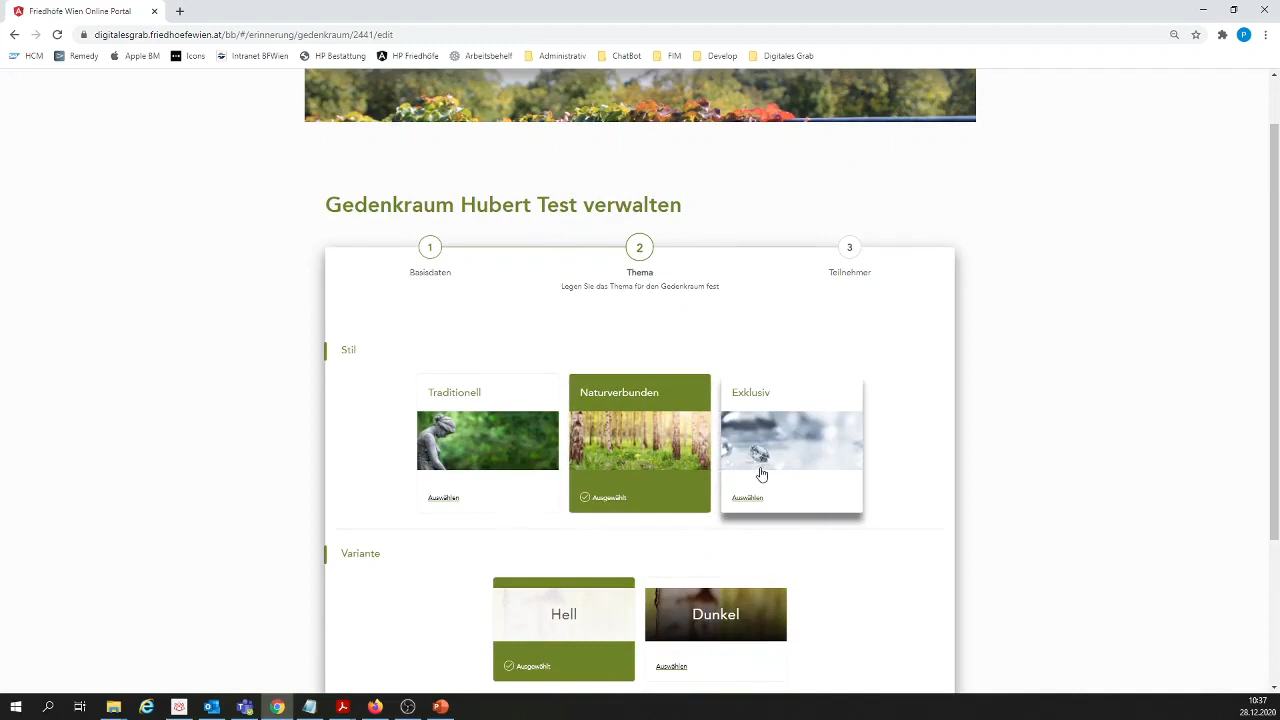 Friedhöfe Wien Online Portal
digitalesgrab.friedhoefewien.at/bb/#/erinnerung/gedenkraum/2441/edit
P
HCM
Remedy
Apple BM
Icons
Intranet BFWien
HP Bestattung
HP Friedhöfe
Arbeitsbehelf
Administrativ
ChatBot
FIM
Develop
Digitales Grab
Gedenkraum Hubert Test verwalten
1
2
3
Basisdaten
Thema
Teilnehmer
Legen Sie das Thema für den Gedenkraum fest
Stil
Traditionell
Naturverbunden
Exklusiv
Auswählen
Ausgewählt
Auswählen
Variante
Hell
Dunkel
Ausgewählt
Auswählen
10:37
28.12.2020